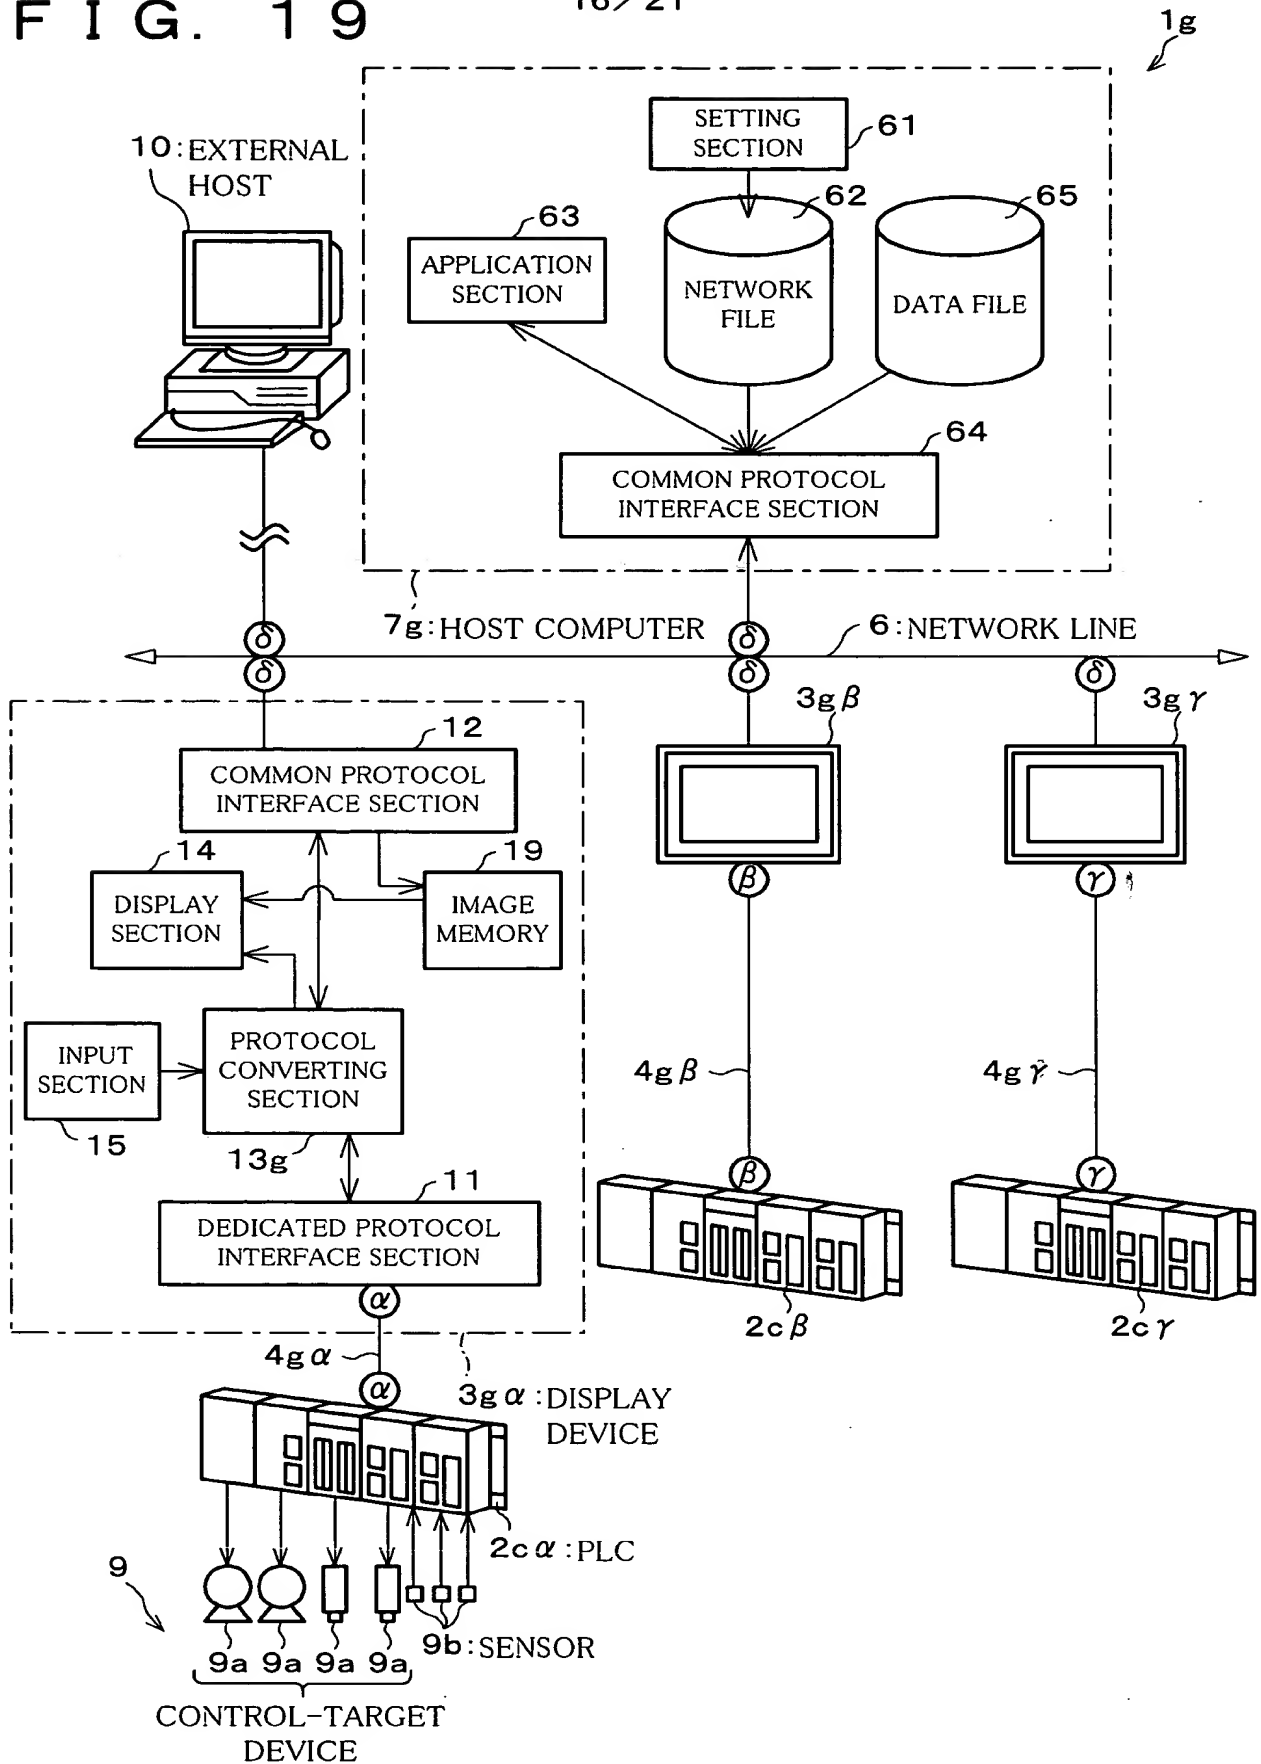 FIG. 19
16/21
1g
SETTING
SECTION
61
10:EXTERNAL
HOST
62
65
63
APPLICATION
SECTION
NETWORK
FILE
DATA FILE
64
COMMON PROTOCOL
INTERFACE SECTION
7g:HOST COMPUTER
6:NETWORK LINE
δ
δ
δ
δ
δ
3gβ
3gγ
12
COMMON PROTOCOL
INTERFACE SECTION
14
19
DISPLAY
SECTION
IMAGE
MEMORY
β
γ
INPUT
SECTION
15
PROTOCOL
CONVERTING
SECTION
13g
4gβ
4gγ
11
DEDICATED PROTOCOL
INTERFACE SECTION
β
γ
α
2cβ
2cγ
4gα
α
3gα:DISPLAY
DEVICE
2cα:PLC
9
9b:SENSOR
9a 9a 9a 9a
CONTROL-TARGET
DEVICE